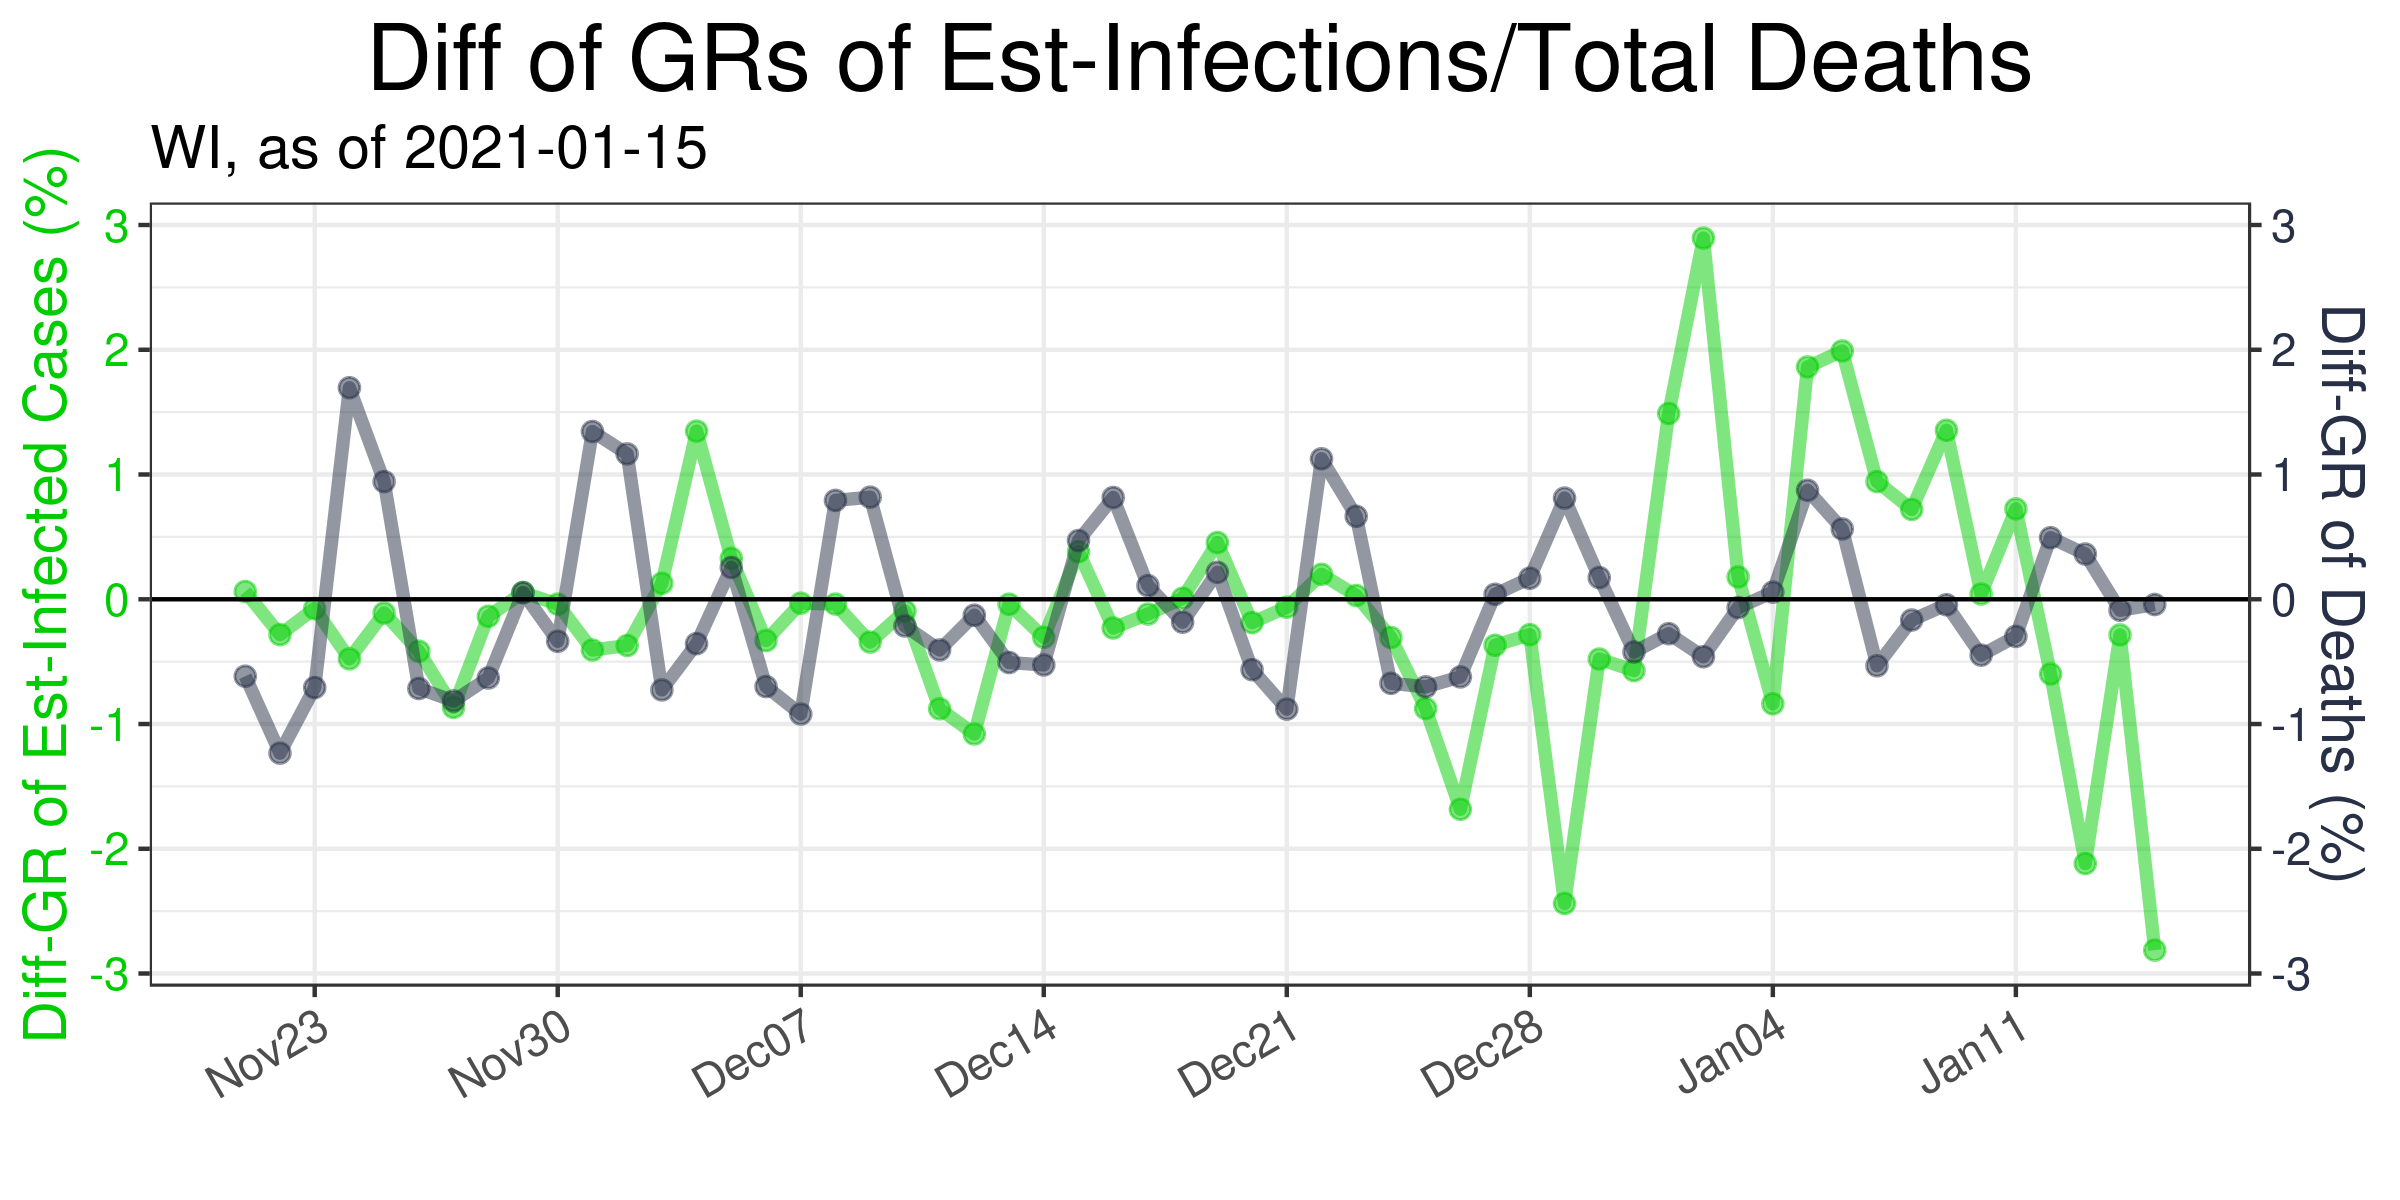 Diff of GRs of Est-Infections/Total Deaths
WI, as of 2021-01-15
Diff-GR of Est-Infected Cases (%)
3
2
1
0
-1
-2
-3
3
2
1
0
-1
-2
-3
Diff-GR of Deaths (%)
Nov23 Nov30 Dec07 Dec14 Dec21 Dec28 Jan04 Jan11